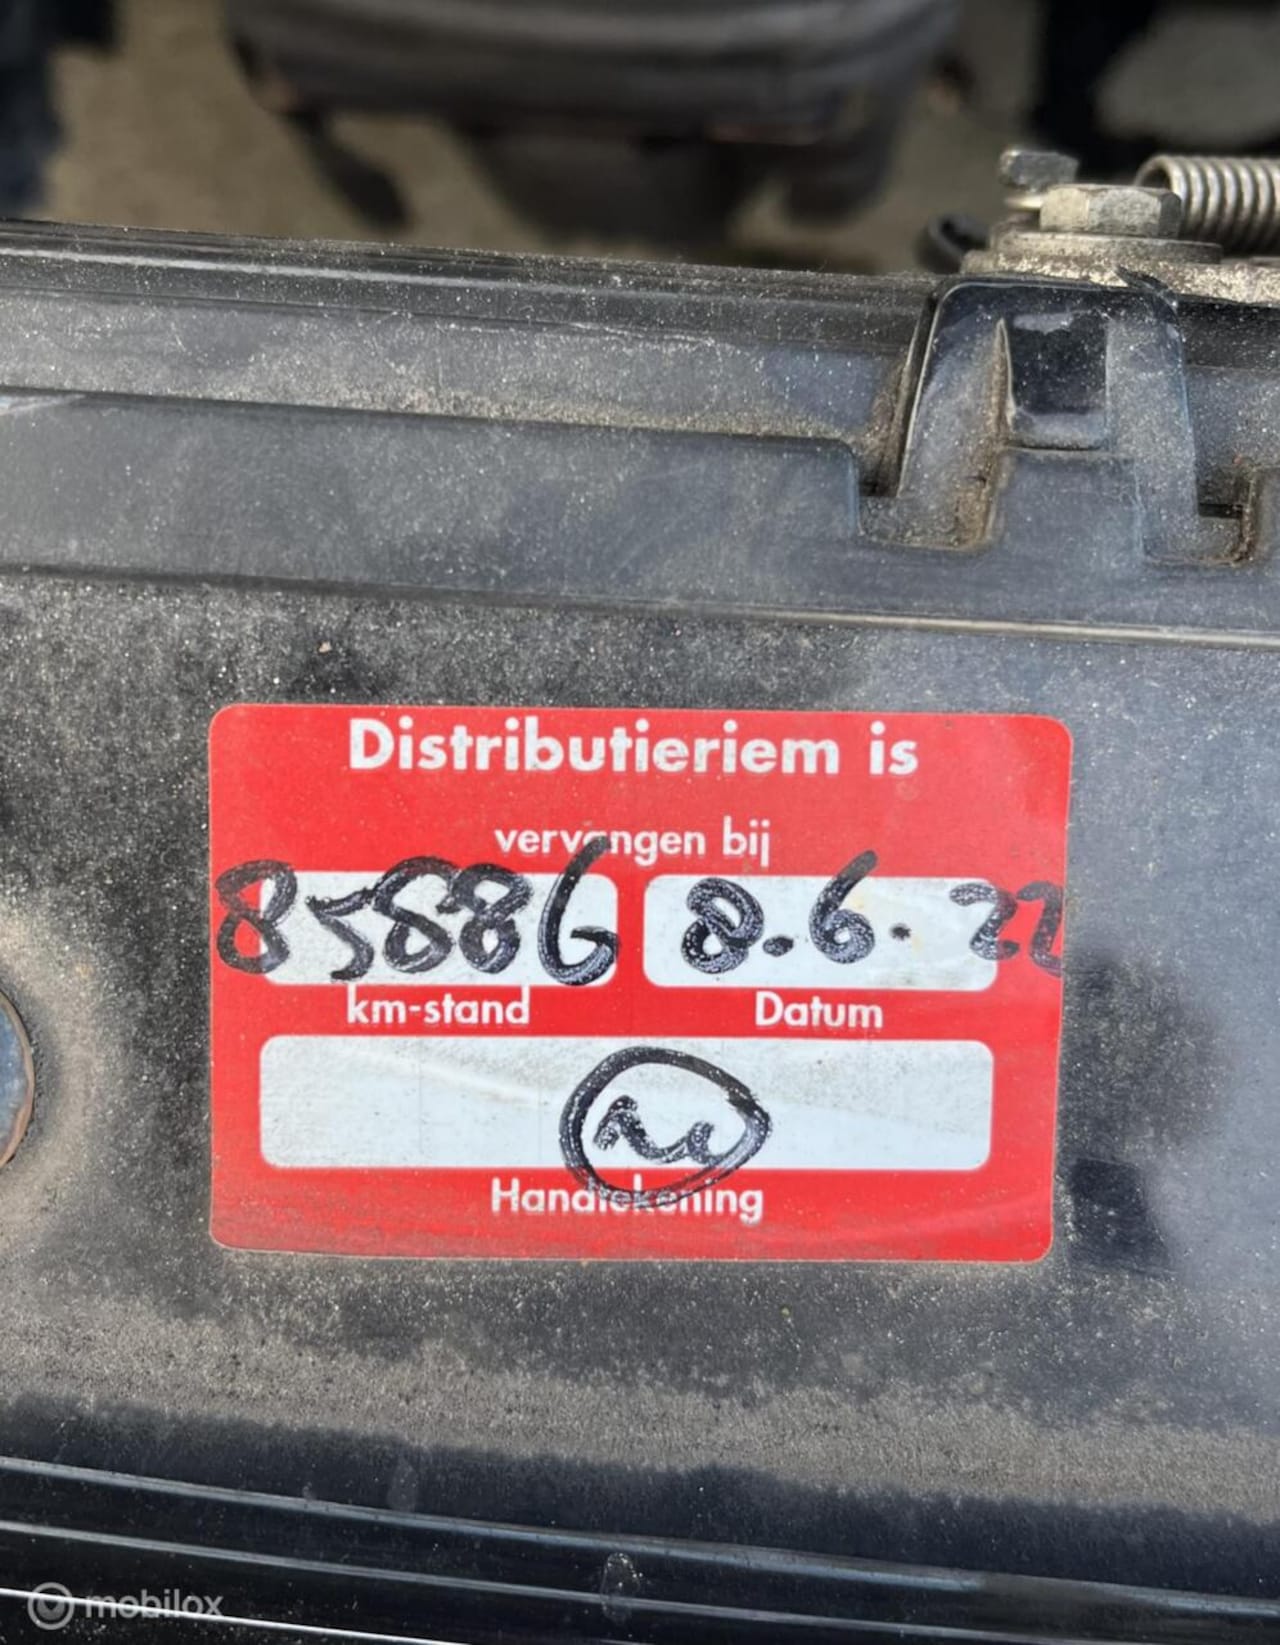 Distributieriem is
vervangen bij
85886 8.6.22
km-stand Datum
Handtekening
mobilox